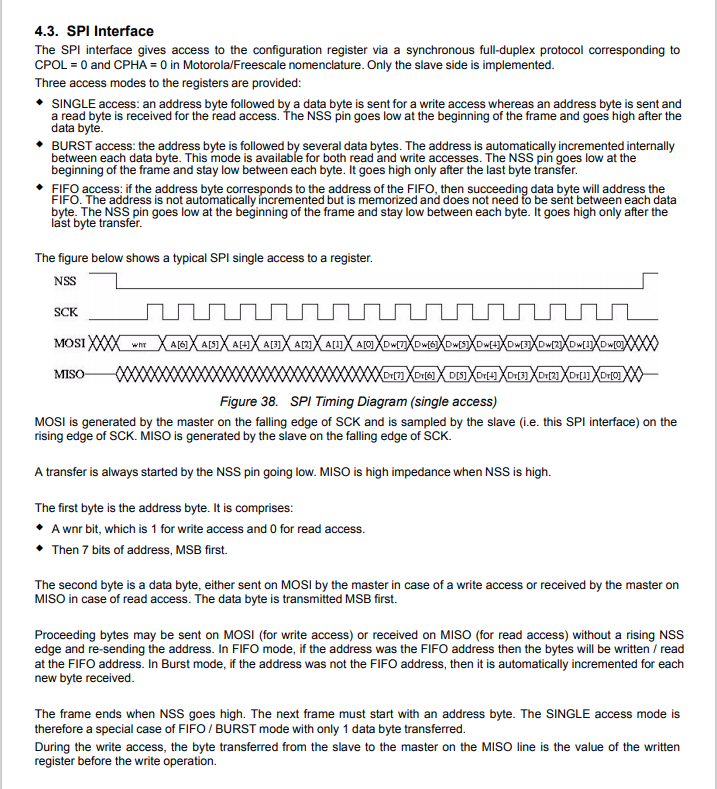 4.3. SPI Interface
The SPI interface gives access to the configuration register via a synchronous full-duplex protocol corresponding to
CPOL = 0 and CPHA = 0 in Motorola/Freescale nomenclature. Only the slave side is implemented.
Three access modes to the registers are provided:
◆ SINGLE access: an address byte followed by a data byte is sent for a write access whereas an address byte is sent and
a read byte is received for the read access. The NSS pin goes low at the beginning of the frame and goes high after the
data byte.
◆ BURST access: the address byte is followed by several data bytes. The address is automatically incremented internally
between each data byte. This mode is available for both read and write accesses. The NSS pin goes low at the
beginning of the frame and stay low between each byte. It goes high only after the last byte transfer.
◆ FIFO access: if the address byte corresponds to the address of the FIFO, then succeeding data byte will address the
FIFO. The address is not automatically incremented but is memorized and does not need to be sent between each data
byte. The NSS pin goes low at the beginning of the frame and stay low between each byte. It goes high only after the
last byte transfer.
The figure below shows a typical SPI single access to a register.
NSS
SCK
MOSI wnr A[6] A[5] A[4] A[3] A[2] A[1] A[0] Dw[7] Dw[6] Dw[5] Dw[4] Dw[3] Dw[2] Dw[1] Dw[0]
MISO Dr[7] Dr[6] D[5] Dr[4] Dr[3] Dr[2] Dr[1] Dr[0]
Figure 38. SPI Timing Diagram (single access)
MOSI is generated by the master on the falling edge of SCK and is sampled by the slave (i.e. this SPI interface) on the
rising edge of SCK. MISO is generated by the slave on the falling edge of SCK.
A transfer is always started by the NSS pin going low. MISO is high impedance when NSS is high.
The first byte is the address byte. It is comprises:
◆ A wnr bit, which is 1 for write access and 0 for read access.
◆ Then 7 bits of address, MSB first.
The second byte is a data byte, either sent on MOSI by the master in case of a write access or received by the master on
MISO in case of read access. The data byte is transmitted MSB first.
Proceeding bytes may be sent on MOSI (for write access) or received on MISO (for read access) without a rising NSS
edge and re-sending the address. In FIFO mode, if the address was the FIFO address then the bytes will be written / read
at the FIFO address. In Burst mode, if the address was not the FIFO address, then it is automatically incremented for each
new byte received.
The frame ends when NSS goes high. The next frame must start with an address byte. The SINGLE access mode is
therefore a special case of FIFO / BURST mode with only 1 data byte transferred.
During the write access, the byte transferred from the slave to the master on the MISO line is the value of the written
register before the write operation.